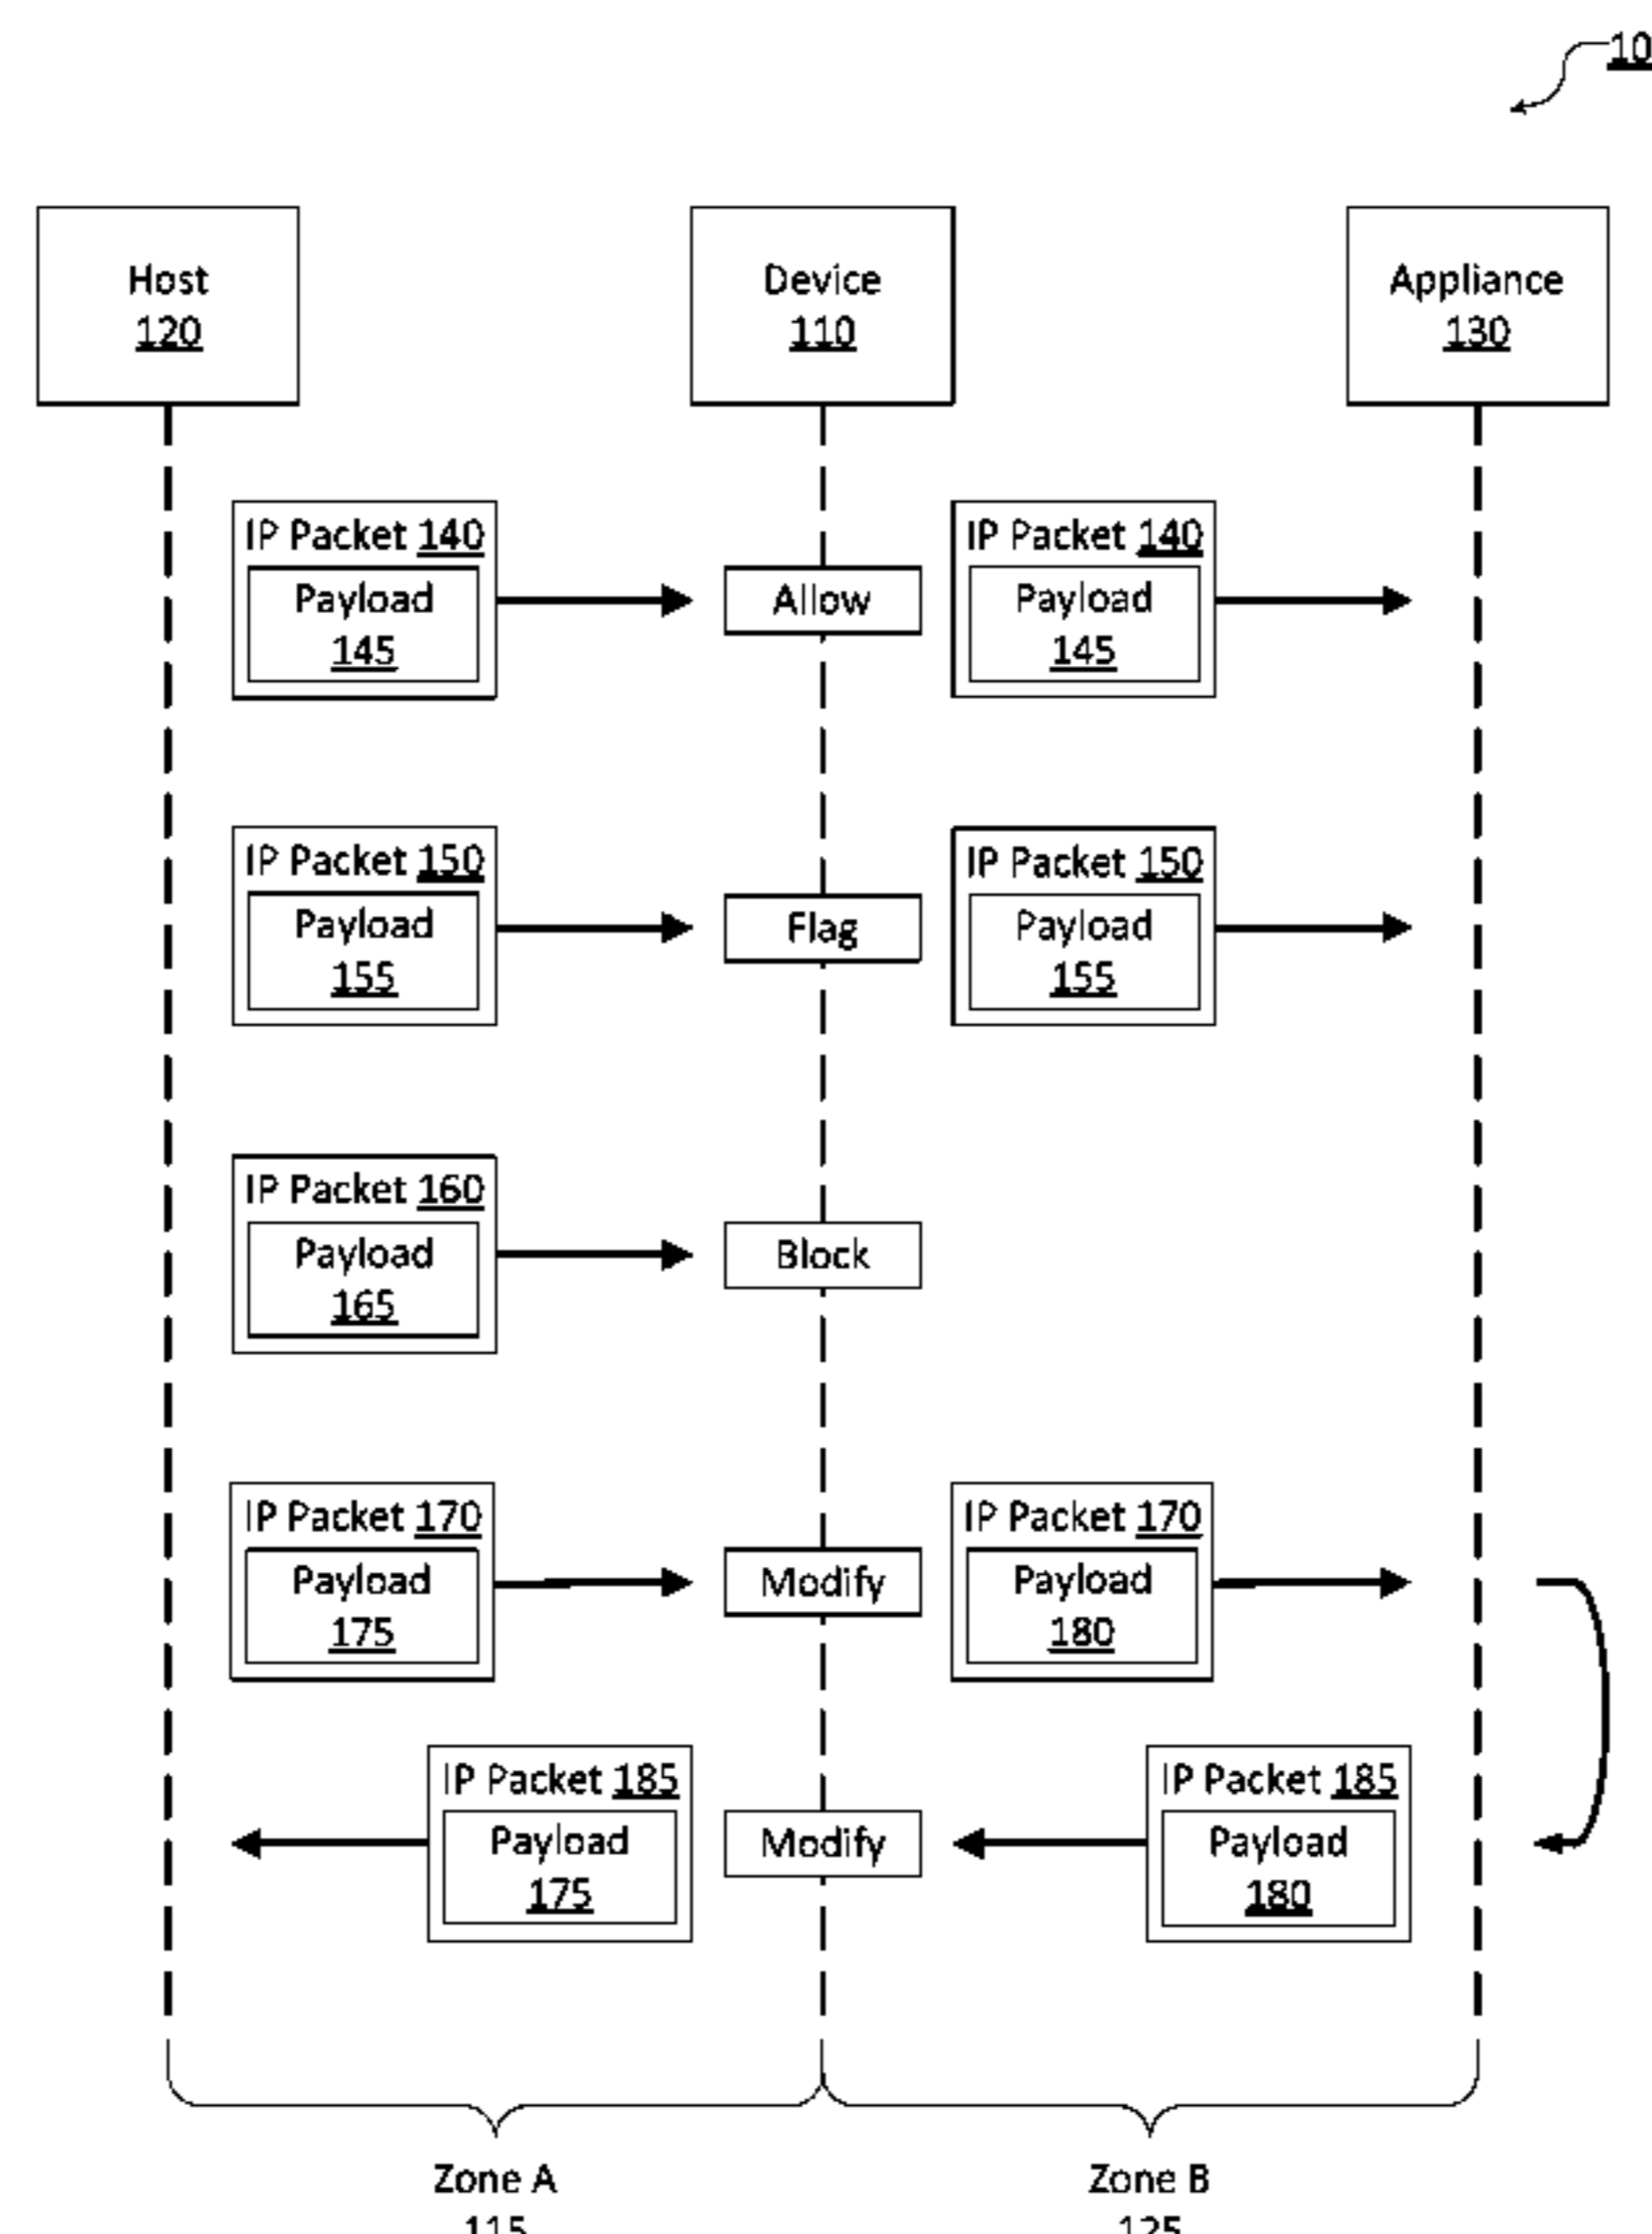 10
Host
120
Device
110
Appliance
130
IP Packet 140
Payload
145
Allow
IP Packet 140
Payload
145
IP Packet 150
Payload
155
Flag
IP Packet 150
Payload
155
IP Packet 160
Payload
165
Block
IP Packet 170
Payload
175
Modify
IP Packet 170
Payload
180
IP Packet 185
Payload
175
Modify
IP Packet 185
Payload
180
Zone A
115
Zone B
125